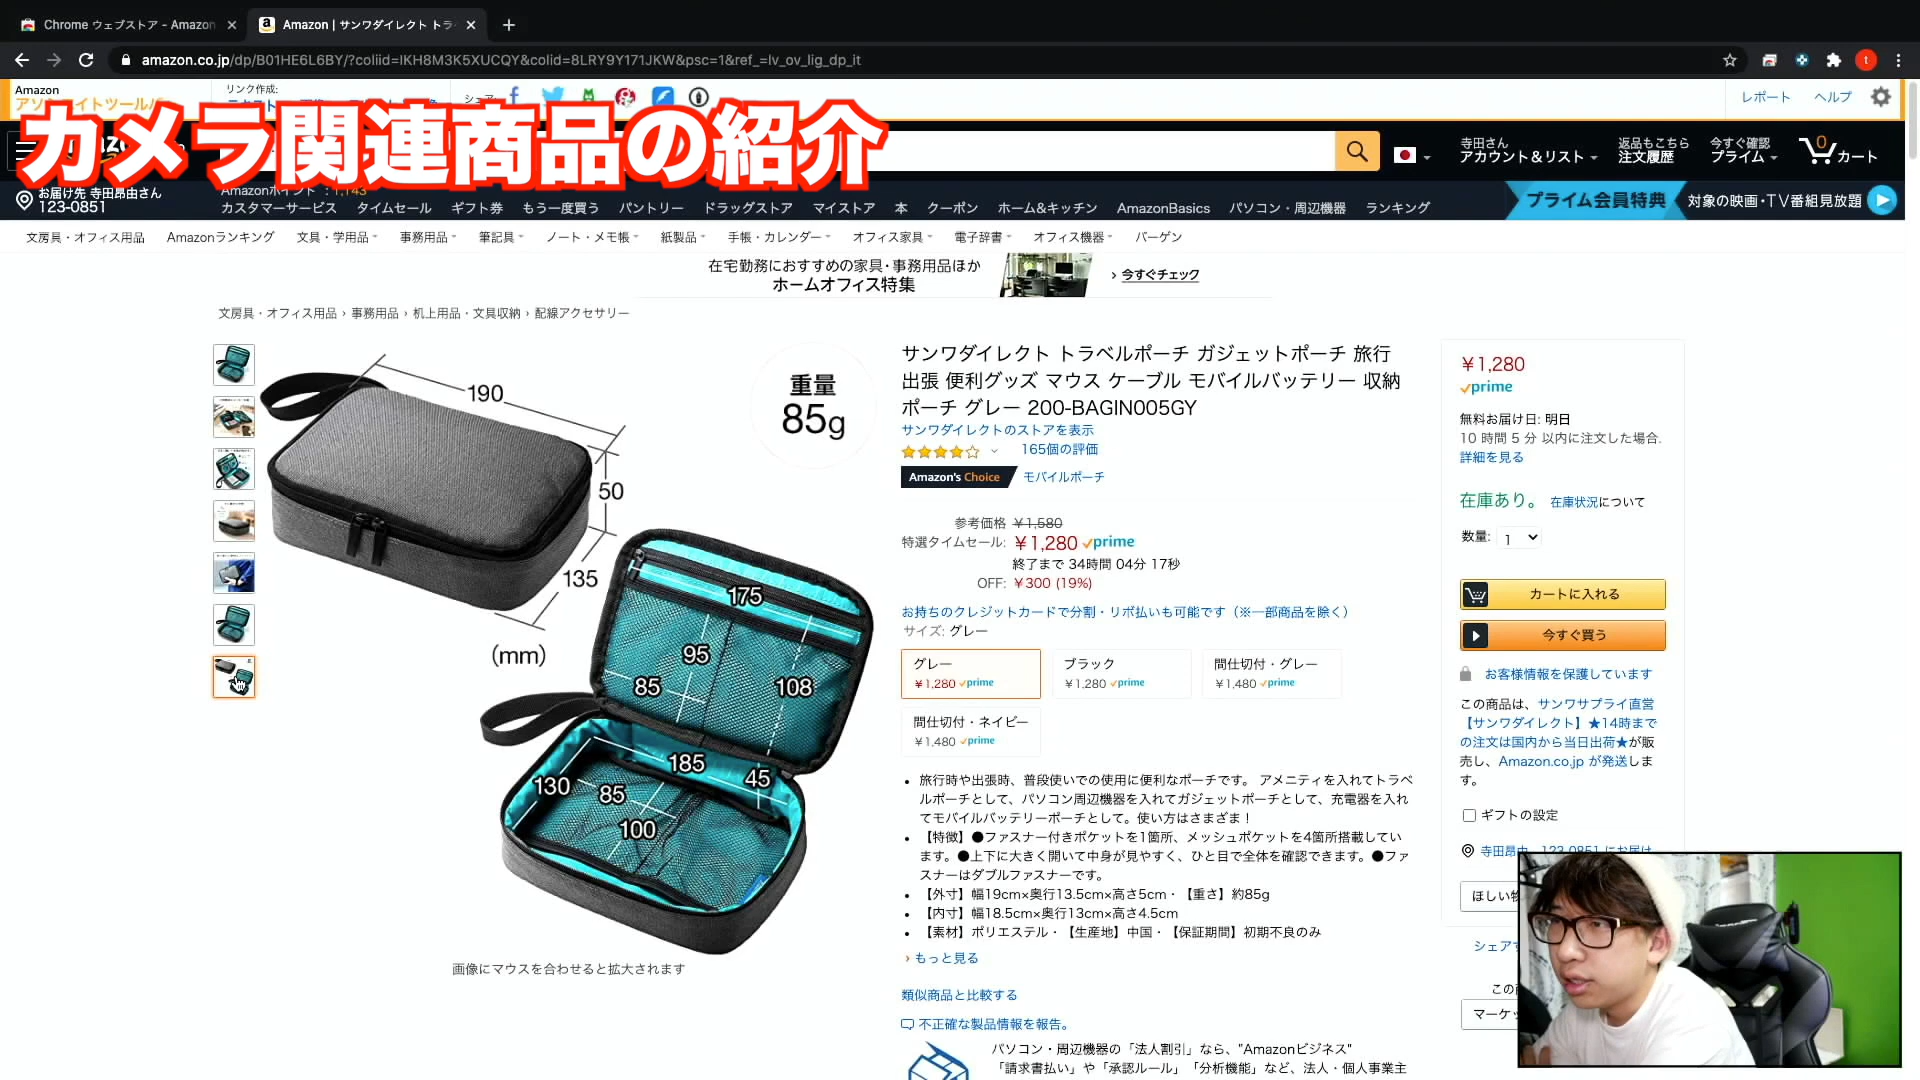 Chrome ウェブストア - Amazon
Amazon | サンワダイレクト トラ
amazon.co.jp/dp/B01HE6L6BY/?coliid=IKH8M3K5XUCQY&colid=8LRY9Y171JKW&psc=1&ref_=lv_ov_lig_dp_it
Amazon
リンク作成:
シェア:
レポート
ヘルプ
カメラ関連商品の紹介
寺田さん
アカウント＆リスト
返品もこちら
注文履歴
今すぐ確認
プライム
0
カート
お届け先 寺田昂由さん
123-0851
Amazonポイント : 1,143
カスタマーサービス タイムセール ギフト券 もう一度買う パントリー ドラッグストア マイストア 本 クーポン ホーム&キッチン AmazonBasics パソコン・周辺機器 ランキング
プライム会員特典 対象の映画・TV番組見放題
文房具・オフィス用品 Amazonランキング 文具・学用品 事務用品 筆記具 ノート・メモ帳 紙製品 手帳・カレンダー オフィス家具 電子辞書 オフィス機器 バーゲン
在宅勤務におすすめの家具・事務用品ほか
ホームオフィス特集
› 今すぐチェック
文房具・オフィス用品 › 事務用品 › 机上用品・文具収納 › 配線アクセサリー
190
50
135
(mm)
重量
85g
175
95
85
108
185
45
130
85
100
画像にマウスを合わせると拡大されます
サンワダイレクト トラベルポーチ ガジェットポーチ 旅行
出張 便利グッズ マウス ケーブル モバイルバッテリー 収納
ポーチ グレー 200-BAGIN005GY
サンワダイレクトのストアを表示
165個の評価
Amazon's Choice モバイルポーチ
参考価格 ￥1,580
特選タイムセール: ￥1,280 prime
終了まで 34時間 04分 17秒
OFF: ￥300 (19%)
お持ちのクレジットカードで分割・リボ払いも可能です（※一部商品を除く）
サイズ: グレー
グレー
￥1,280 prime
ブラック
￥1,280 prime
間仕切付・グレー
￥1,480 prime
間仕切付・ネイビー
￥1,480 prime
旅行時や出張時、普段使いでの使用に便利なポーチです。 アメニティを入れてトラベ
ルポーチとして、パソコン周辺機器を入れてガジェットポーチとして、充電器を入れ
てモバイルバッテリーポーチとして。使い方はさまざま！
【特徴】●ファスナー付きポケットを1箇所、メッシュポケットを4箇所搭載してい
ます。●上下に大きく開いて中身が見やすく、ひと目で全体を確認できます。●ファ
スナーはダブルファスナーです。
【外寸】幅19cm×奥行13.5cm×高さ5cm・【重さ】約85g
【内寸】幅18.5cm×奥行13cm×高さ4.5cm
【素材】ポリエステル・【生産地】中国・【保証期間】初期不良のみ
› もっと見る
類似商品と比較する
不正確な製品情報を報告。
パソコン・周辺機器の「法人割引」なら、"Amazonビジネス"
「請求書払い」や「承認ルール」「分析機能」など、法人・個人事業主
￥1,280
prime
無料お届け日: 明日
10 時間 5 分 以内に注文した場合.
詳細を見る
在庫あり。 在庫状況について
数量: 1
カートに入れる
今すぐ買う
お客様情報を保護しています
この商品は、サンワサプライ直営
【サンワダイレクト】★14時まで
の注文は国内から当日出荷★が販
売し、Amazon.co.jp が発送しま
す。
ギフトの設定
寺田昂由 - 123-0851 にお届け
ほしい物
シェアす
この商
マーケッ